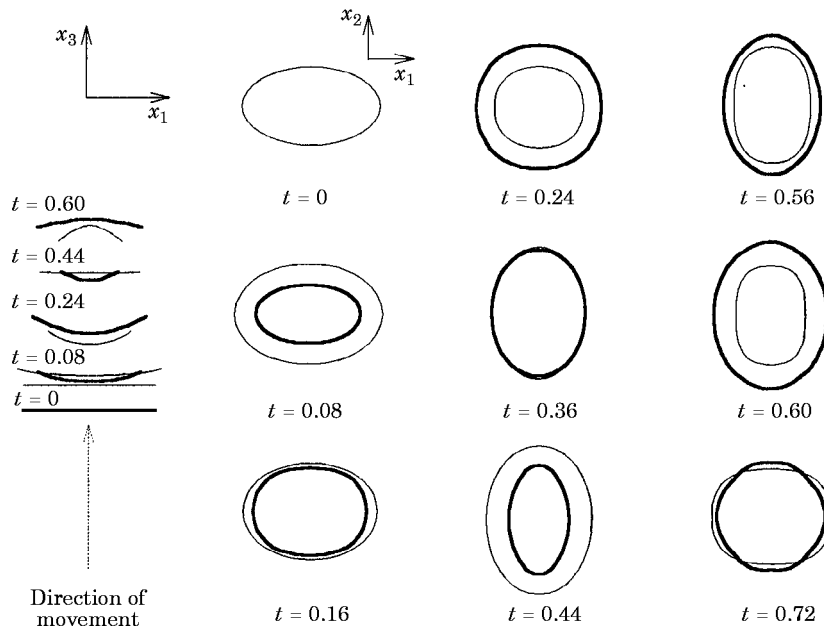 x₃
x₁
x₂
x₁
t = 0
t = 0.24
t = 0.56
t = 0.60
t = 0.44
t = 0.24
t = 0.08
t = 0
t = 0.08
t = 0.36
t = 0.60
Direction of
movement
t = 0.16
t = 0.44
t = 0.72